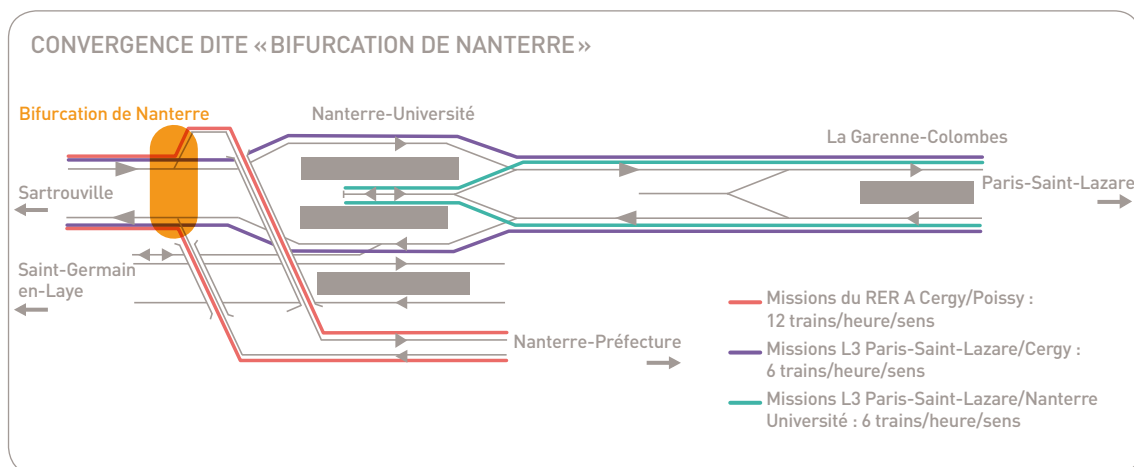 CONVERGENCE DITE «BIFURCATION DE NANTERRE»
Bifurcation de Nanterre
Nanterre-Université
La Garenne-Colombes
Sartrouville
Paris-Saint-Lazare
Saint-Germain
en-Laye
Nanterre-Préfecture
Missions du RER A Cergy/Poissy :
12 trains/heure/sens
Missions L3 Paris-Saint-Lazare/Cergy :
6 trains/heure/sens
Missions L3 Paris-Saint-Lazare/Nanterre
Université : 6 trains/heure/sens